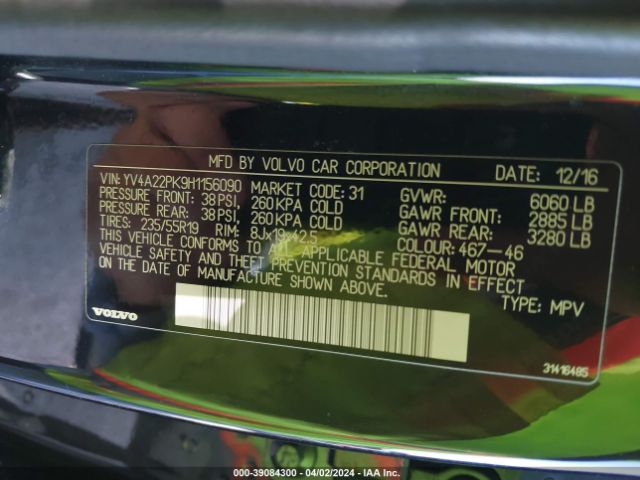 MFD BY VOLVO CAR CORPORATION DATE: 12/16
VIN: YV4A22PK9H1156090 MARKET CODE: 31 GVWR: 6060 LB
PRESSURE FRONT: 38 PSI, 260 KPA COLD GAWR FRONT: 2885 LB
PRESSURE REAR: 38 PSI, 260 KPA COLD GAWR REAR: 3280 LB
TIRES: 235/55R19 RIM: 8Jx19x42.5 COLOUR: 467-46
THIS VEHICLE CONFORMS TO ALL APPLICABLE FEDERAL MOTOR
VEHICLE SAFETY AND THEFT PREVENTION STANDARDS IN EFFECT
ON THE DATE OF MANUFACTURE SHOWN ABOVE.
TYPE: MPV
VOLVO
31416485
000-39084300 - 04/02/2024 - IAA Inc.